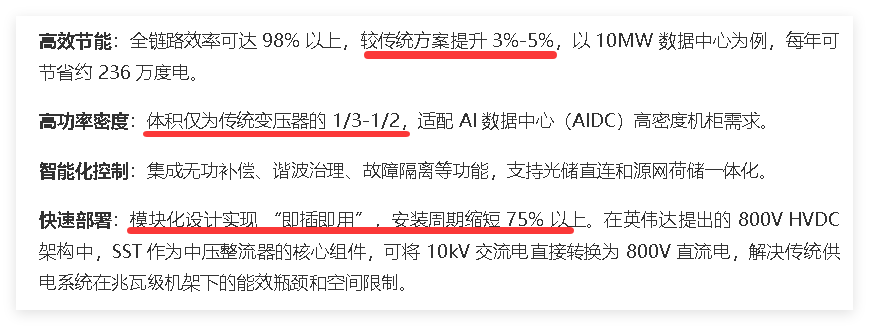 高效节能：全链路效率可达 98% 以上，较传统方案提升 3%-5%，以 10MW 数据中心为例，每年可
节省约 236 万度电。
高功率密度：体积仅为传统变压器的 1/3-1/2，适配 AI 数据中心（AIDC）高密度机柜需求。
智能化控制：集成无功补偿、谐波治理、故障隔离等功能，支持光储直连和源网荷储一体化。
快速部署：模块化设计实现 “即插即用”，安装周期缩短 75% 以上。在英伟达提出的 800V HVDC
架构中，SST 作为中压整流器的核心组件，可将 10kV 交流电直接转换为 800V 直流电，解决传统供
电系统在兆瓦级机架下的能效瓶颈和空间限制。